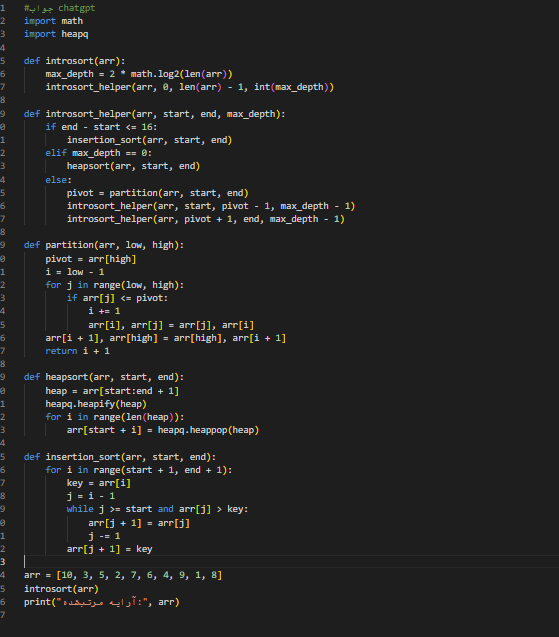 1 #جواب chatgpt
2 import math
3 import heapq
4
5 def introsort(arr):
6     max_depth = 2 * math.log2(len(arr))
7     introsort_helper(arr, 0, len(arr) - 1, int(max_depth))
8
9 def introsort_helper(arr, start, end, max_depth):
0     if end - start <= 16:
1         insertion_sort(arr, start, end)
2     elif max_depth == 0:
3         heapsort(arr, start, end)
4     else:
5         pivot = partition(arr, start, end)
6         introsort_helper(arr, start, pivot - 1, max_depth - 1)
7         introsort_helper(arr, pivot + 1, end, max_depth - 1)
8
9 def partition(arr, low, high):
0     pivot = arr[high]
1     i = low - 1
2     for j in range(low, high):
3         if arr[j] <= pivot:
4             i += 1
5             arr[i], arr[j] = arr[j], arr[i]
6     arr[i + 1], arr[high] = arr[high], arr[i + 1]
7     return i + 1
8
9 def heapsort(arr, start, end):
0     heap = arr[start:end + 1]
1     heapq.heapify(heap)
2     for i in range(len(heap)):
3         arr[start + i] = heapq.heappop(heap)
4
5 def insertion_sort(arr, start, end):
6     for i in range(start + 1, end + 1):
7         key = arr[i]
8         j = i - 1
9         while j >= start and arr[j] > key:
0             arr[j + 1] = arr[j]
1             j -= 1
2         arr[j + 1] = key
3
4 arr = [10, 3, 5, 2, 7, 6, 4, 9, 1, 8]
5 introsort(arr)
6 print("آرایه مرتب‌شده:", arr)
7